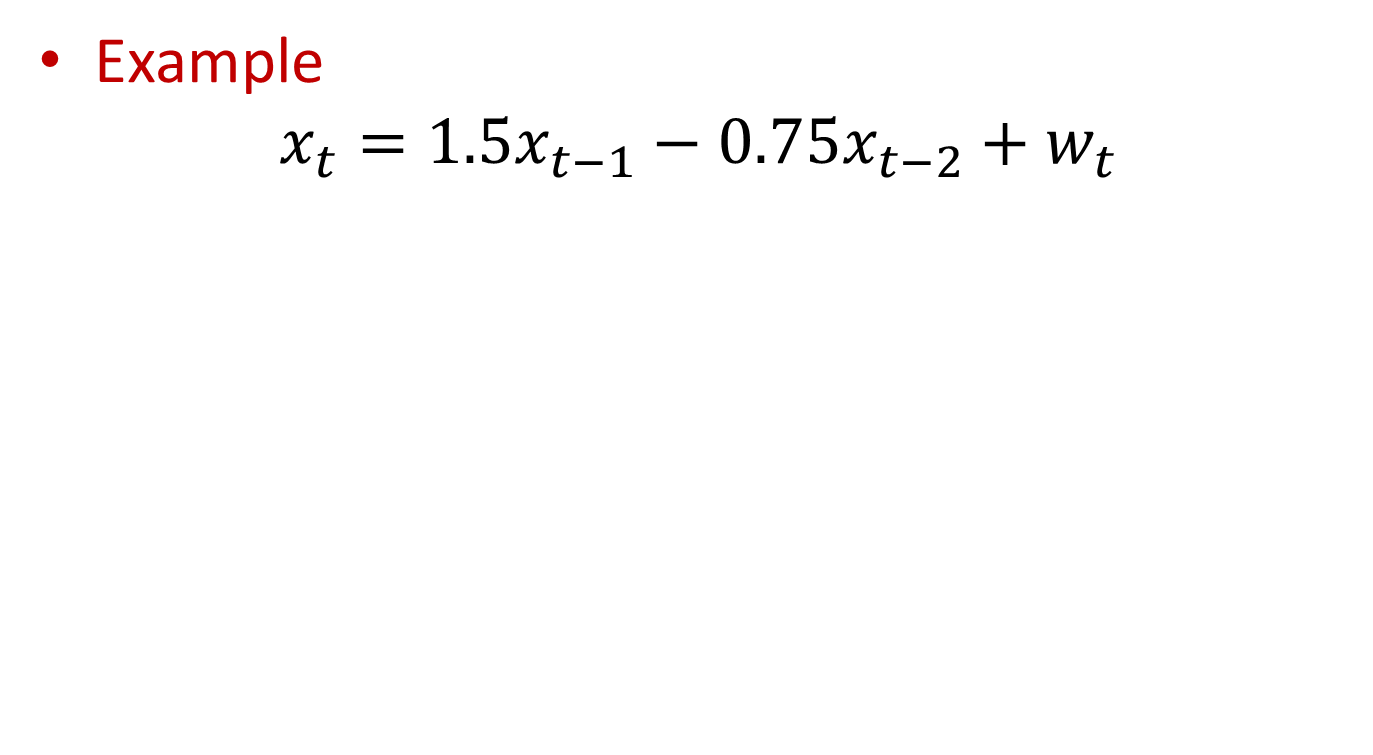 • Example
𝑥ₜ = 1.5𝑥ₜ₋₁ − 0.75𝑥ₜ₋₂ + 𝑤ₜ